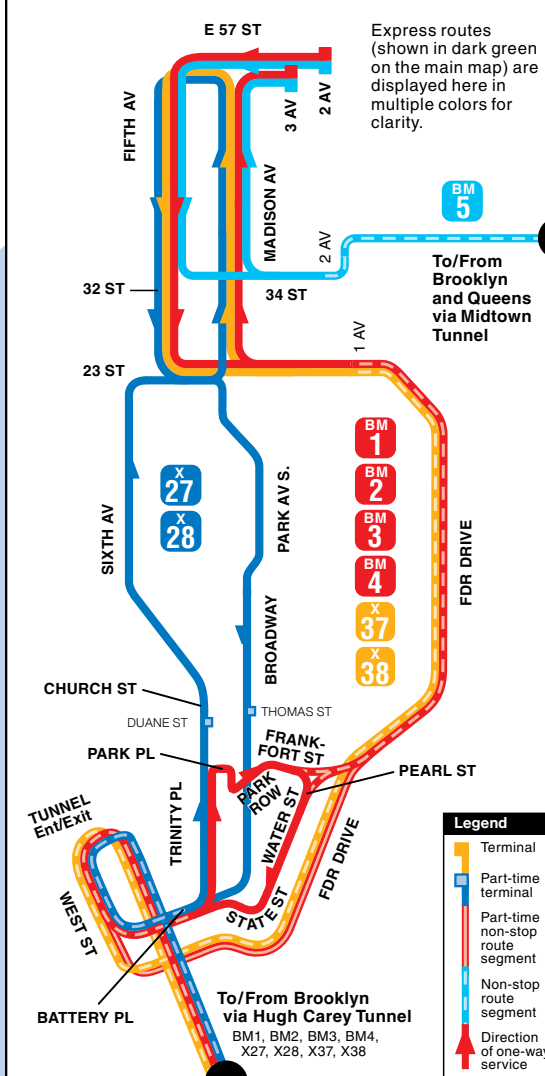 E 57 ST
Express routes
(shown in dark green
on the main map) are
displayed here in
multiple colors for
clarity.
FIFTH AV
MADISON AV
3 AV
2 AV
BM
5
2 AV
To/From
Brooklyn
and Queens
via Midtown
Tunnel
32 ST
34 ST
1 AV
23 ST
X
27
X
28
SIXTH AV
PARK AV S.
BM
1
BM
2
BM
3
BM
4
X
37
X
38
FDR DRIVE
BROADWAY
CHURCH ST
DUANE ST
THOMAS ST
PARK PL
FRANK-
FORT ST
PEARL ST
PARK
ROW
TUNNEL
Ent/Exit
TRINITY PL
WATER ST
FDR DRIVE
WEST ST
STATE ST
BATTERY PL
To/From Brooklyn
via Hugh Carey Tunnel
BM1, BM2, BM3, BM4,
X27, X28, X37, X38
Legend
Terminal
Part-time
terminal
Part-time
non-stop
route
segment
Non-stop
route
segment
Direction
of one-way
service